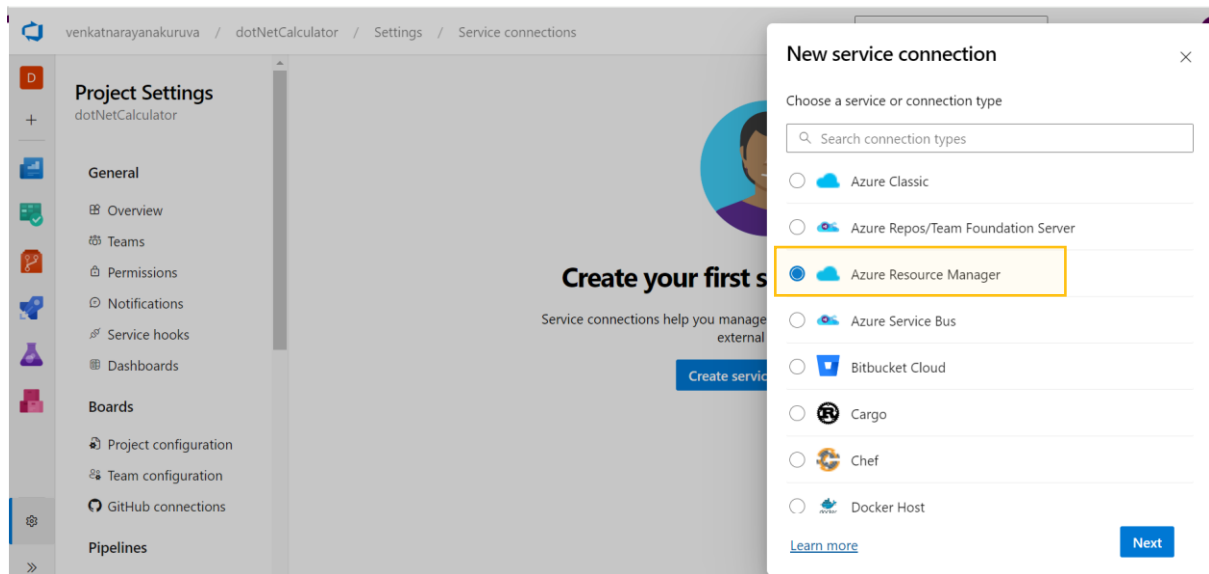 venkatnarayanakuruva / dotNetCalculator / Settings / Service connections
D
Project Settings
dotNetCalculator
General
Overview
Teams
Permissions
Notifications
Service hooks
Dashboards
Boards
Project configuration
Team configuration
GitHub connections
Pipelines
Create your first s
Service connections help you manage
external
Create servic
New service connection
Choose a service or connection type
Search connection types
Azure Classic
Azure Repos/Team Foundation Server
Azure Resource Manager
Azure Service Bus
Bitbucket Cloud
Cargo
Chef
Docker Host
Learn more
Next